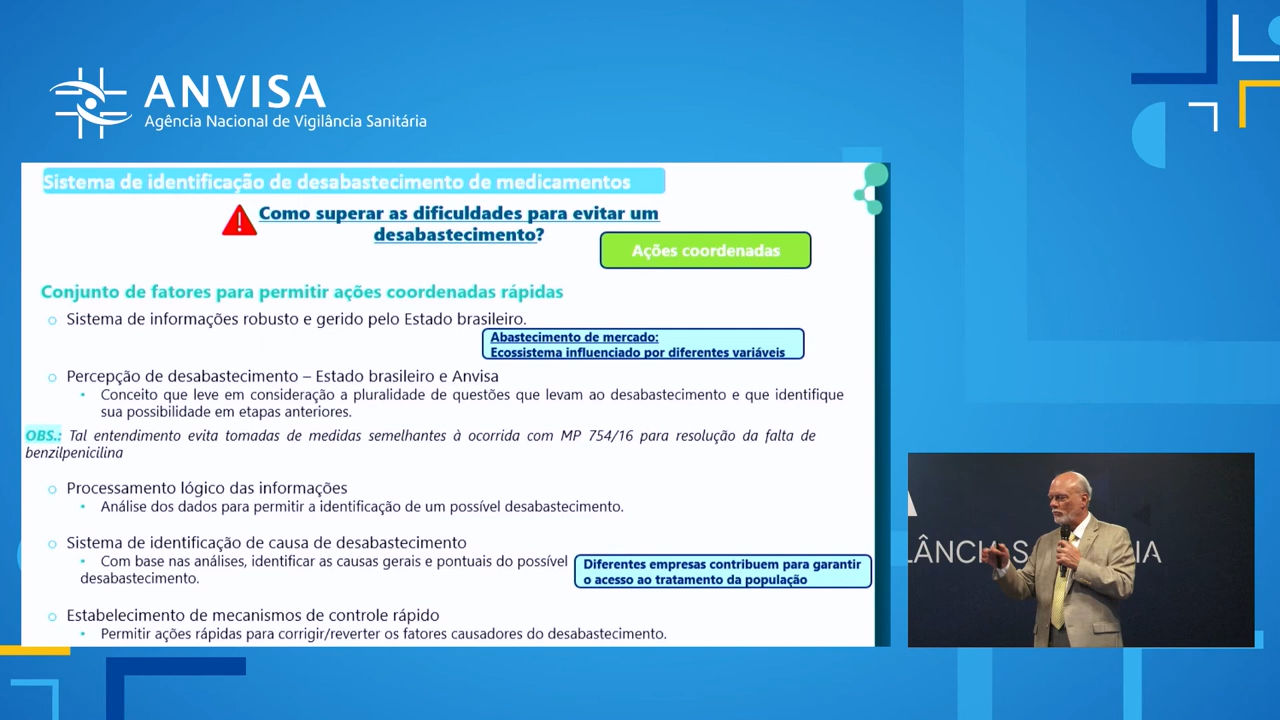 ANVISA
Agência Nacional de Vigilância Sanitária
Sistema de identificação de desabastecimento de medicamentos
Como superar as dificuldades para evitar um
desabastecimento?
Ações coordenadas
Conjunto de fatores para permitir ações coordenadas rápidas
Sistema de informações robusto e gerido pelo Estado brasileiro.
Abastecimento de mercado:
Ecossistema influenciado por diferentes variáveis
Percepção de desabastecimento – Estado brasileiro e Anvisa
Conceito que leve em consideração a pluralidade de questões que levam ao desabastecimento e que identifique
sua possibilidade em etapas anteriores.
OBS.: Tal entendimento evita tomadas de medidas semelhantes à ocorrida com MP 754/16 para resolução da falta de
benzilpenicilina
Processamento lógico das informações
Análise dos dados para permitir a identificação de um possível desabastecimento.
Sistema de identificação de causa de desabastecimento
Com base nas análises, identificar as causas gerais e pontuais do possível
desabastecimento.
Diferentes empresas contribuem para garantir
o acesso ao tratamento da população
Estabelecimento de mecanismos de controle rápido
Permitir ações rápidas para corrigir/reverter os fatores causadores do desabastecimento.